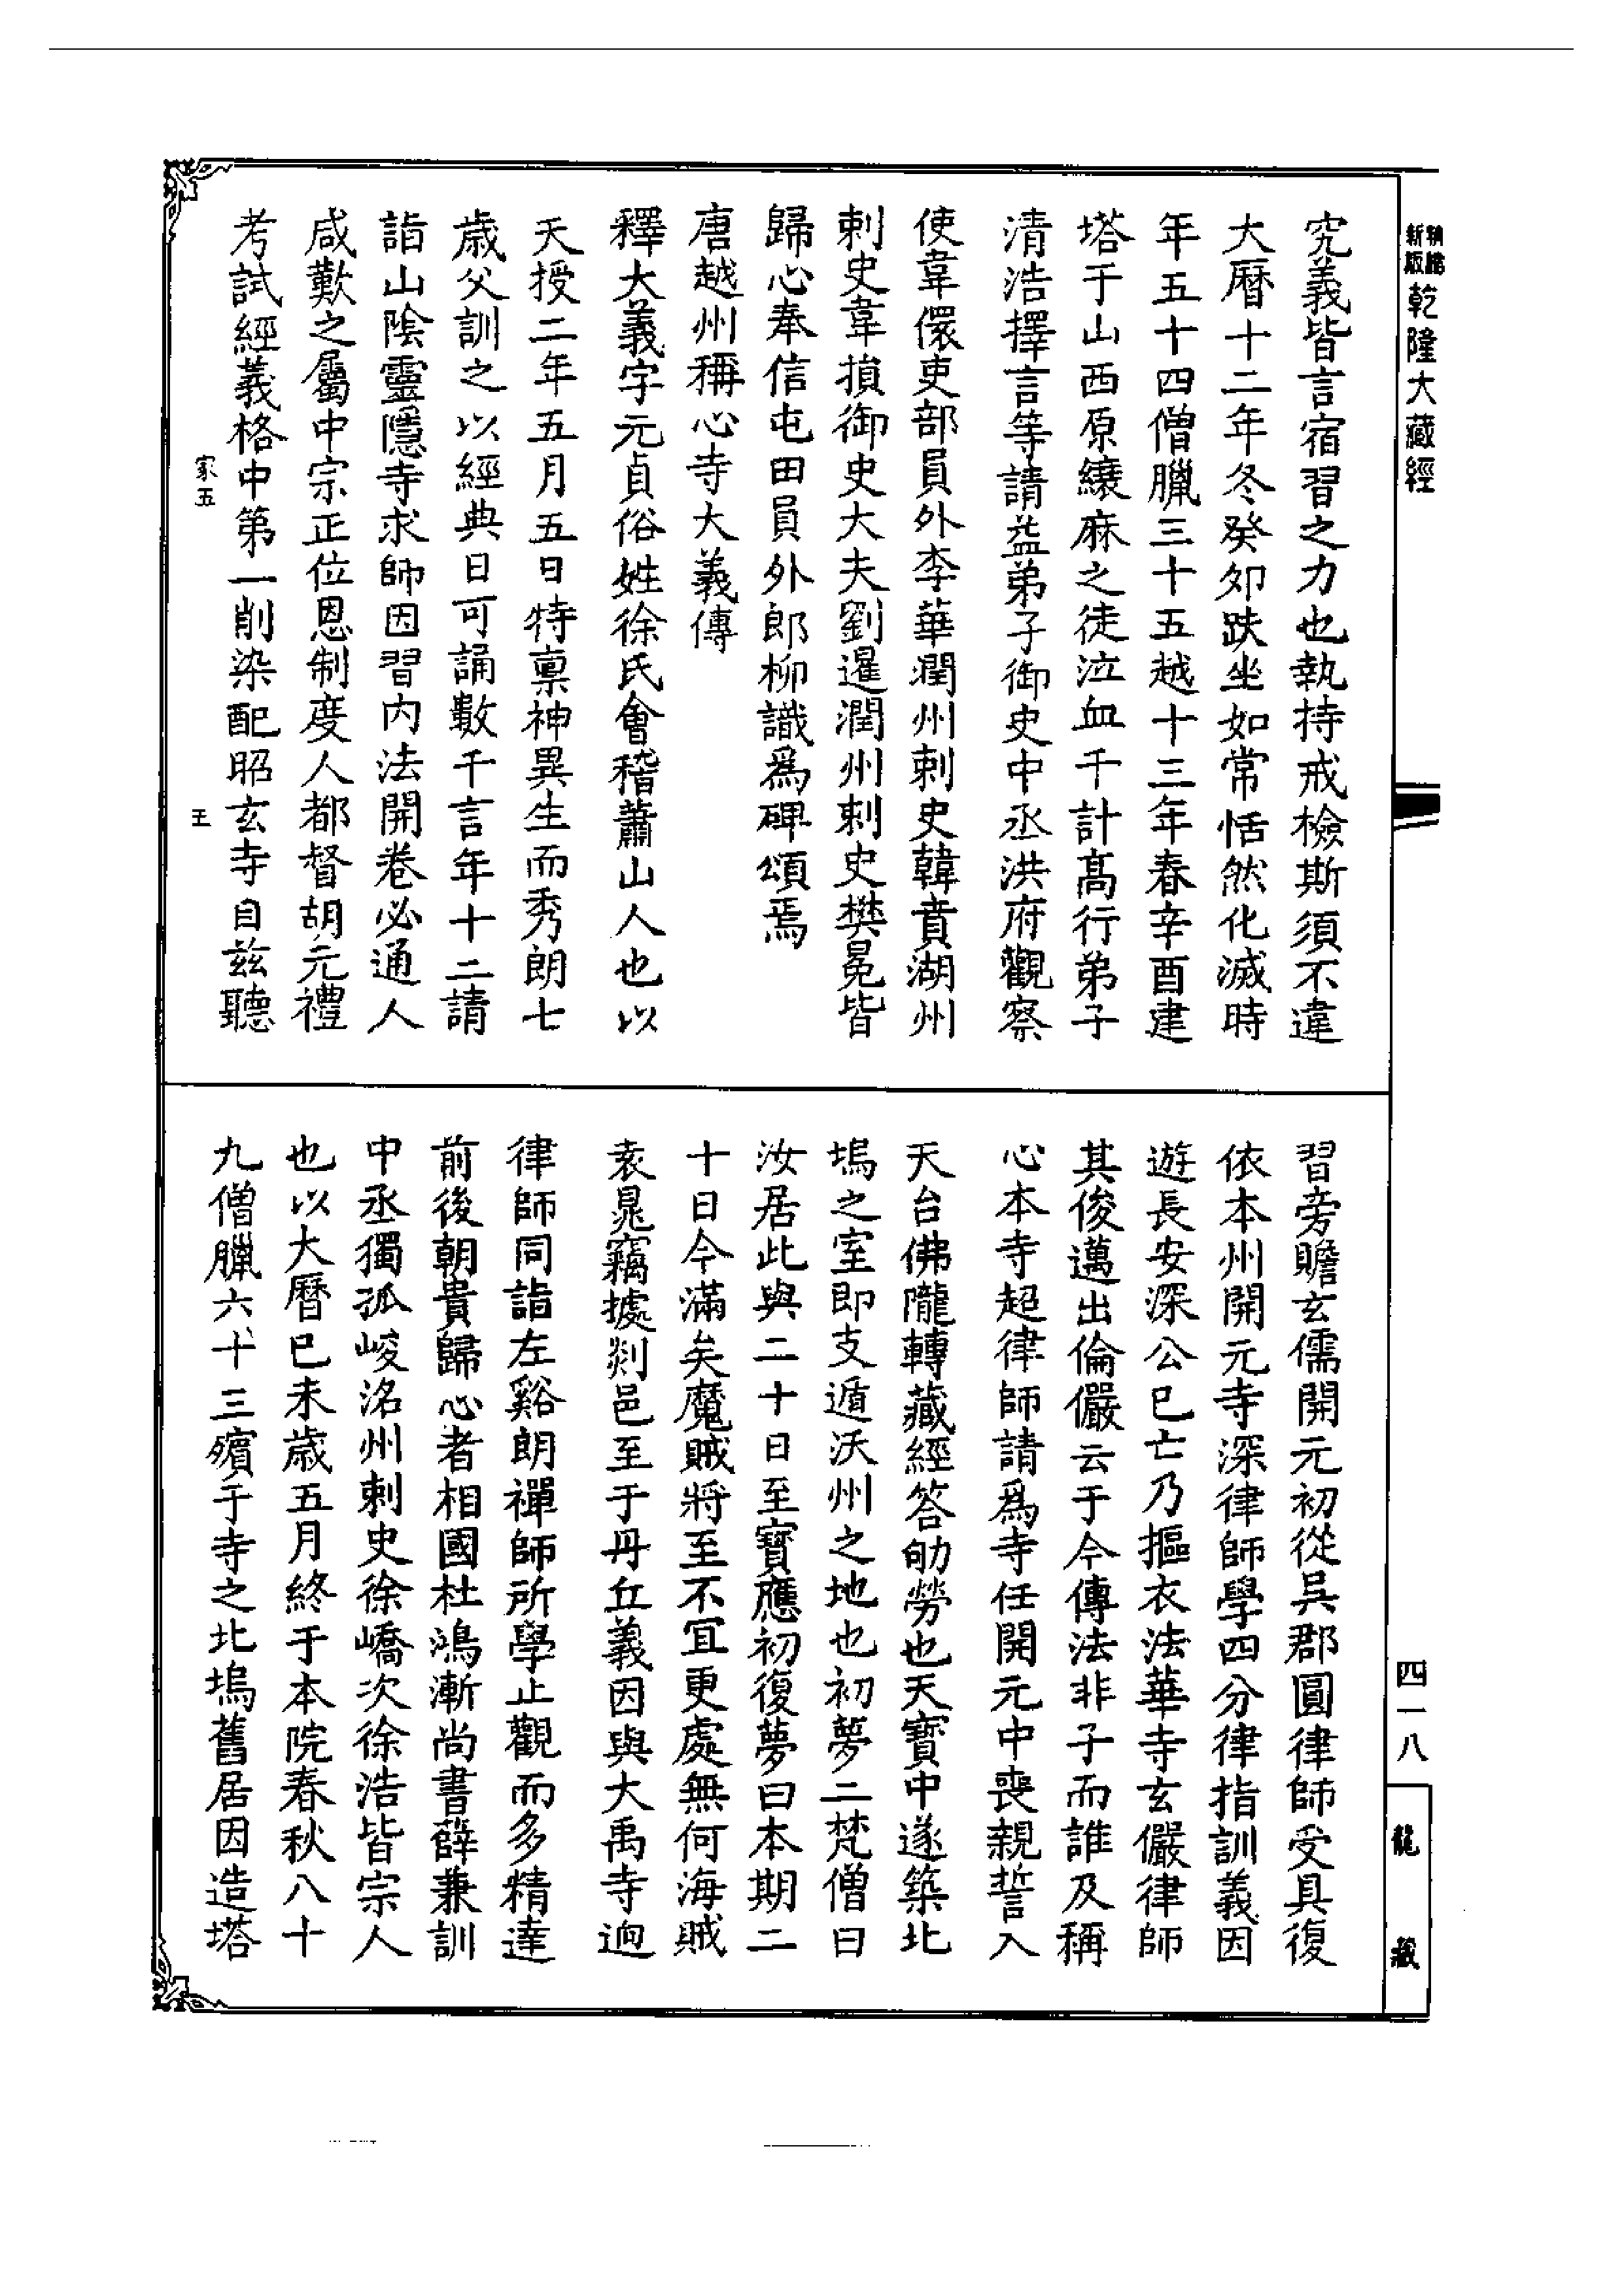 新版精縮乾隆大藏經
究義皆言宿習之力也執持戒檢斯須不違
大曆十二年冬癸卯趺坐如常恬然化滅時
年五十四僧臘三十五越十三年春辛酉建
塔于山西原縗麻之徒泣血千計高行弟子
清浩擇言等請益弟子御史中丞洪府觀察
使韋儇吏部員外李華潤州刺史韓賁湖州
刺史韋損御史大夫劉暹潤州刺史樊冕皆
歸心奉信屯田員外郎柳識為碑頌焉
唐越州稱心寺大義傳
釋大義字元貞俗姓徐氏會稽蕭山人也以
天授二年五月五日特稟神異生而秀朗七
歲父訓之以經典日可誦數千言年十二請
詣山陰靈隱寺求師因習內法開卷必通人
咸歎之屬中宗正位恩制度人都督胡元禮
考試經義格中第一削染配昭玄寺自茲聽
家五
習旁贍玄儒開元初從吳郡圓律師受具復
依本州開元寺深律師學四分律指訓義因
遊長安深公已亡乃摳衣法華寺玄儼律師
其俊邁出倫儼云于今傳法非子而誰及稱
心本寺超律師請為寺任開元中喪親誓入
天台佛隴轉藏經答劬勞也天寶中遂築北
塢之室即支遁沃州之地也初夢二梵僧曰
汝居此與二十日至寶應初復夢曰本期二
十日今滿矣魔賊將至不宜更處無何海賊
袁晁竊據剡邑至于丹丘義因與大禹寺迥
律師同詣左谿朗禪師所學止觀而多精達
前後朝貴歸心者相國杜鴻漸尚書薛兼訓
中丞獨孤峻洺州刺史徐嶠次徐浩皆宗人
也以大曆己未歲五月終于本院春秋八十
九僧臘六十三殯于寺之北塢舊居因造塔
四一八
龍藏